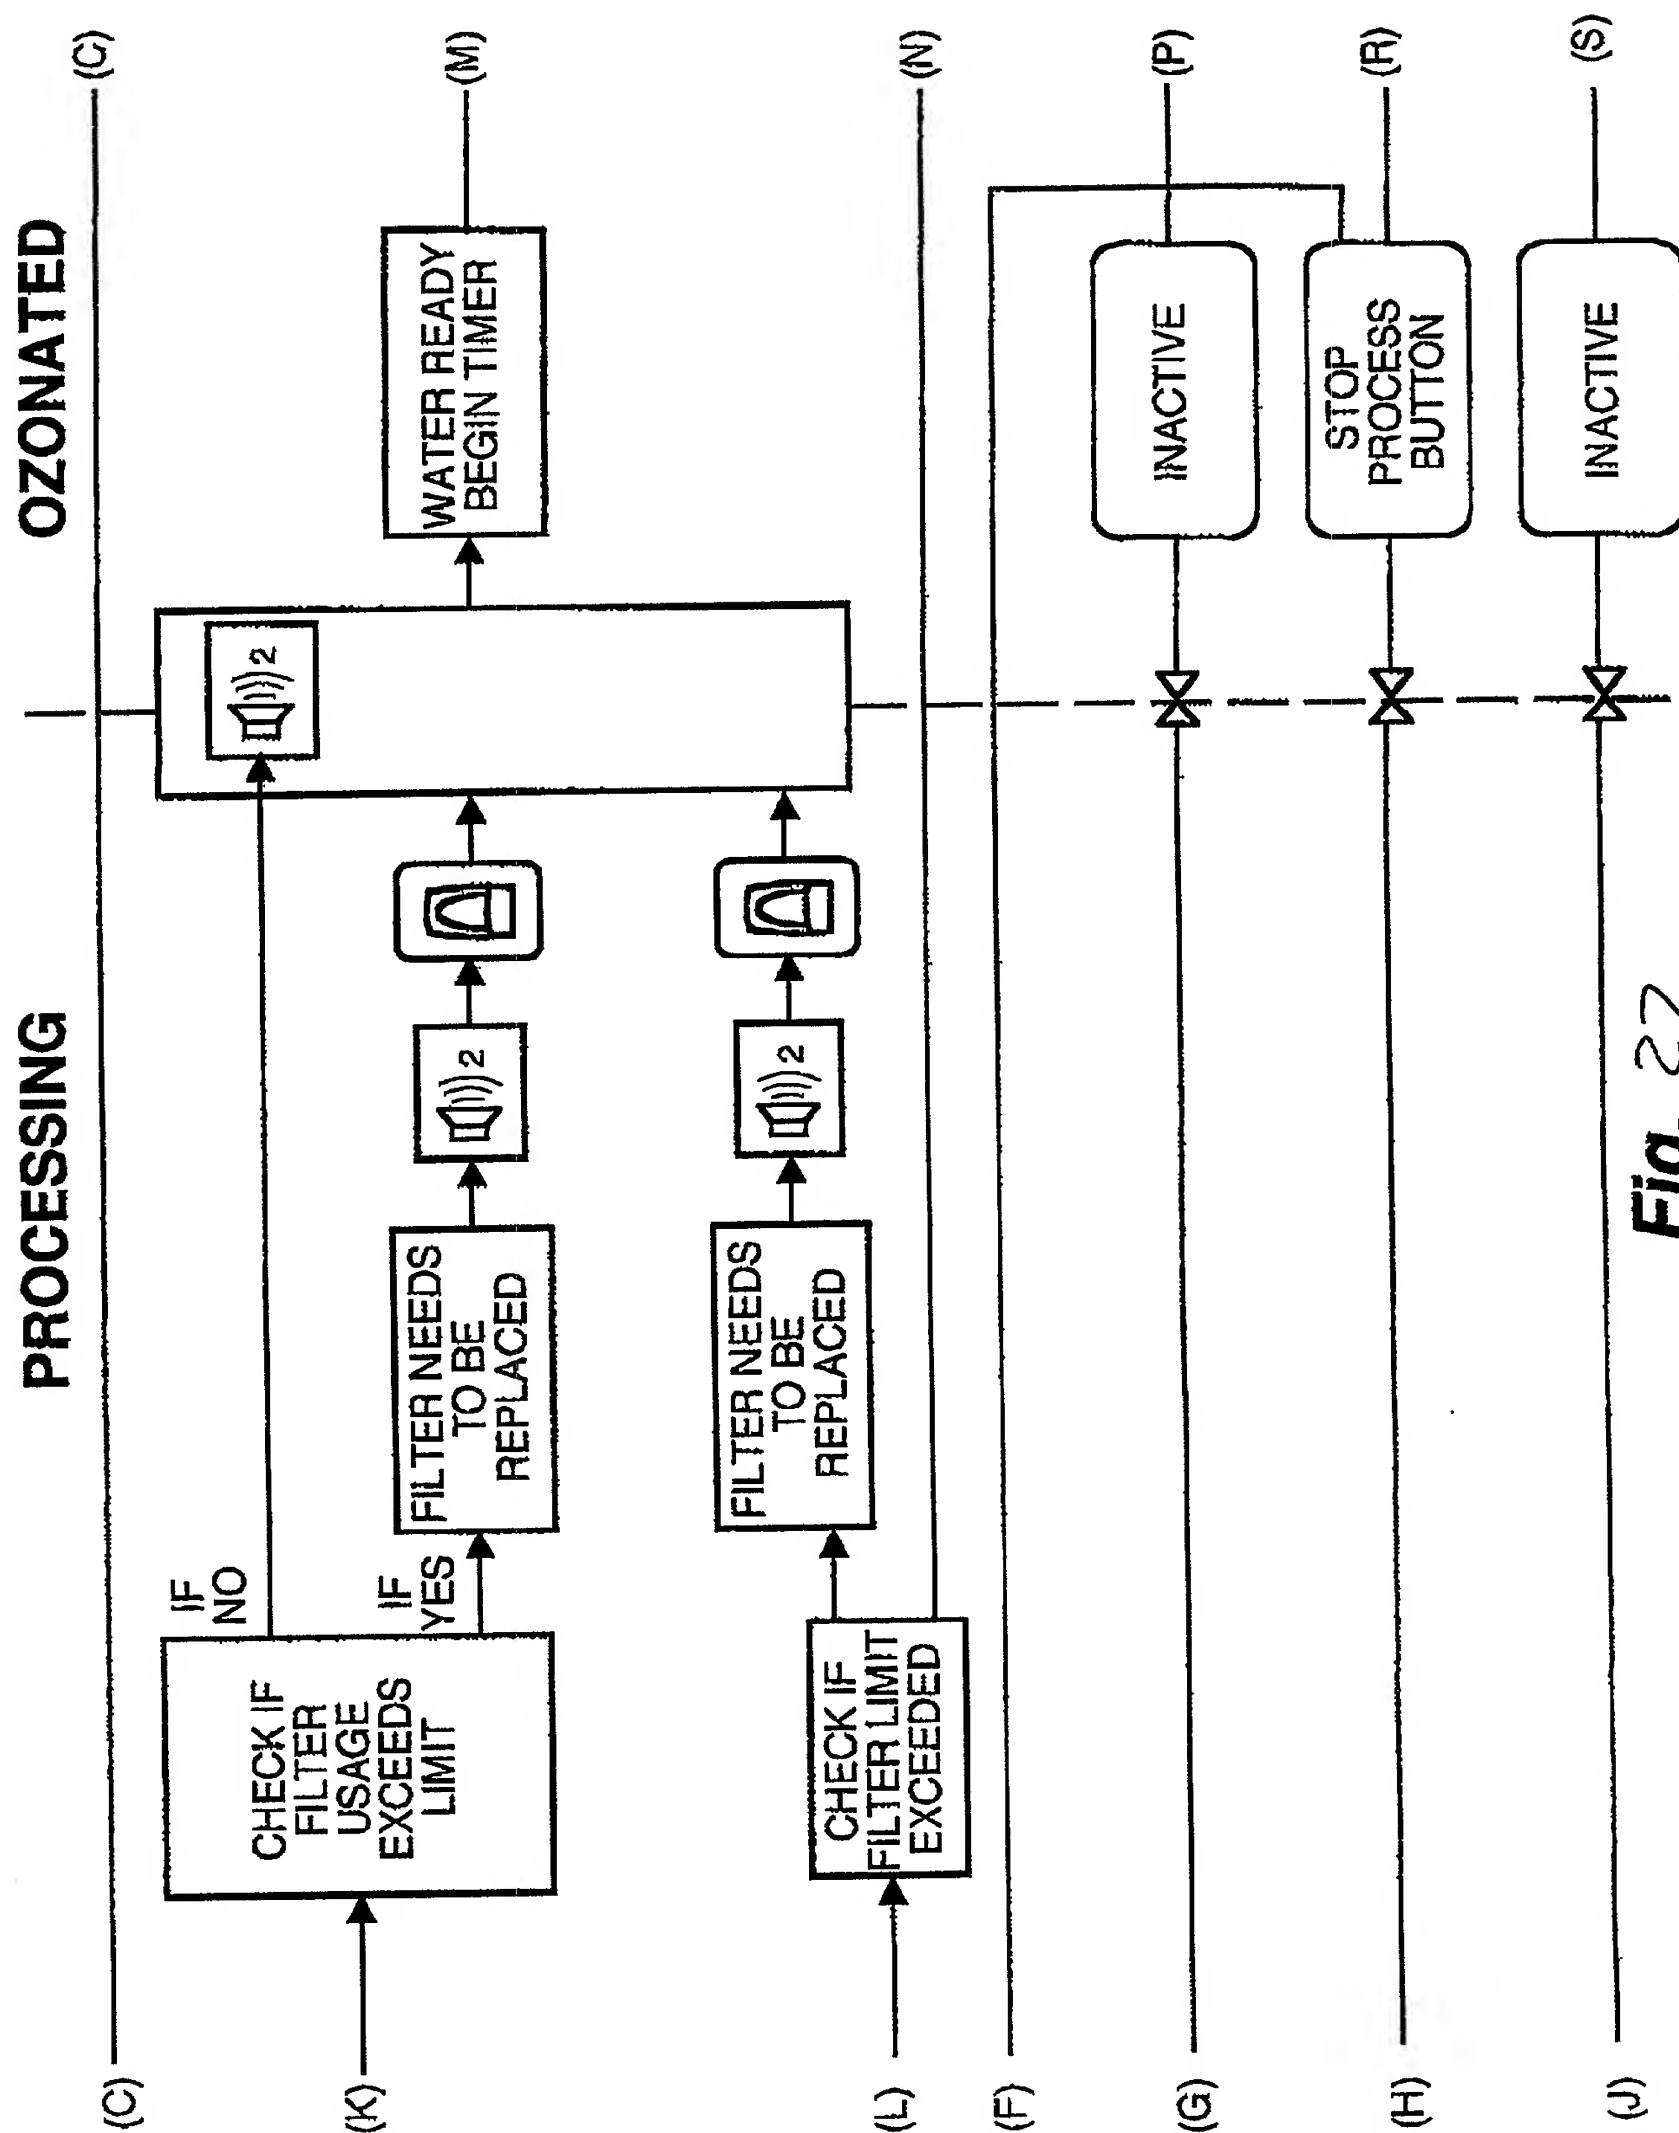 PROCESSING
OZONATED
(C)
(C)
(K)
CHECK IF
FILTER
USAGE
EXCEEDS
LIMIT
IF
NO
IF
YES
FILTER NEEDS
TO BE
REPLACED
2
2
WATER READY
BEGIN TIMER
(M)
(L)
CHECK IF
FILTER LIMIT
EXCEEDED
FILTER NEEDS
TO BE
REPLACED
2
(N)
(F)
(G)
INACTIVE
(P)
(H)
STOP
PROCESS
BUTTON
(R)
(J)
INACTIVE
(S)
Fig. 22